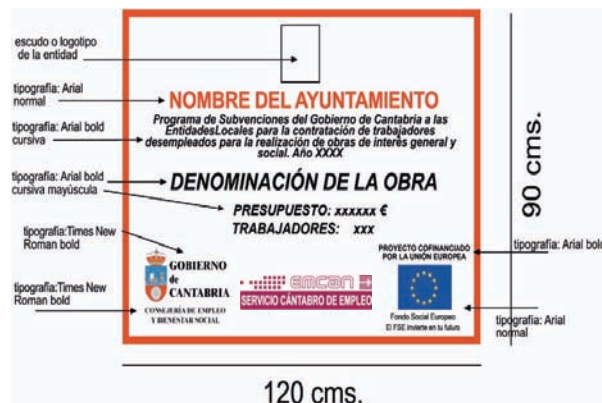 escudo o logotipo
de la entidad
tipografía: Arial
normal
NOMBRE DEL AYUNTAMIENTO
tipografía: Arial bold
cursiva
Programa de Subvenciones del Gobierno de Cantabria a las
EntidadesLocales para la contratación de trabajadores
desempleados para la realización de obras de interés general y
social. Año XXXX
tipografía: Arial bold
cursiva mayúscula
DENOMINACIÓN DE LA OBRA
PRESUPUESTO: xxxxxx €
TRABAJADORES: xxx
tipografía:Times New
Roman bold
GOBIERNO
de
CANTABRIA
tipografía:Times New
Roman bold
CONSEJERÍA DE EMPLEO
Y BIENESTAR SOCIAL
emcan
SERVICIO CÁNTABRO DE EMPLEO
PROYECTO COFINANCIADO
POR LA UNIÓN EUROPEA
tipografía: Arial bold
Fondo Social Europeo
El FSE invierte en tu futuro
tipografía: Arial
normal
90 cms.
120 cms.